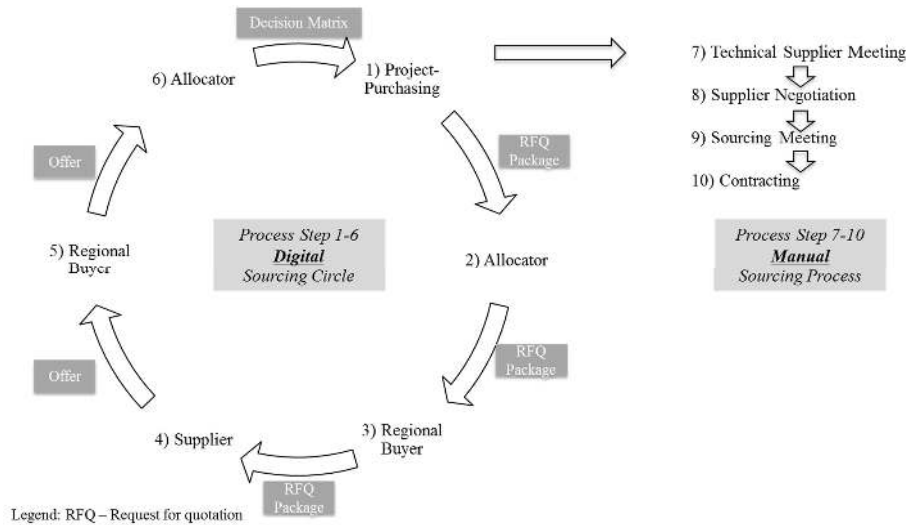 Decision Matrix
6) Allocator
1) Project-
Purchasing
7) Technical Supplier Meeting
8) Supplier Negotiation
9) Sourcing Meeting
10) Contracting
RFQ
Package
Offer
5) Regional
Buyer
Process Step 1-6
Digital
Sourcing Circle
2) Allocator
Process Step 7-10
Manual
Sourcing Process
RFQ
Package
Offer
4) Supplier
3) Regional
Buyer
RFQ
Package
Legend: RFQ – Request for quotation